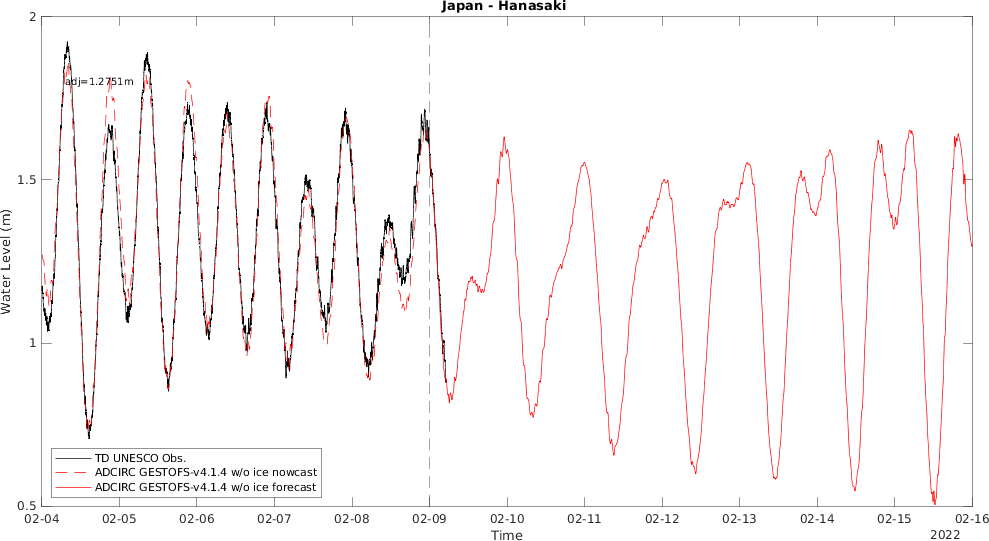 Japan - Hanasaki
2
1.5
1
0.5
Water Level (m)
adj=1.2751m
TD UNESCO Obs.
ADCIRC GESTOFS-v4.1.4 w/o ice nowcast
ADCIRC GESTOFS-v4.1.4 w/o ice forecast
02-04 02-05 02-06 02-07 02-08 02-09 02-10 02-11 02-12 02-13 02-14 02-15 02-16
Time
2022